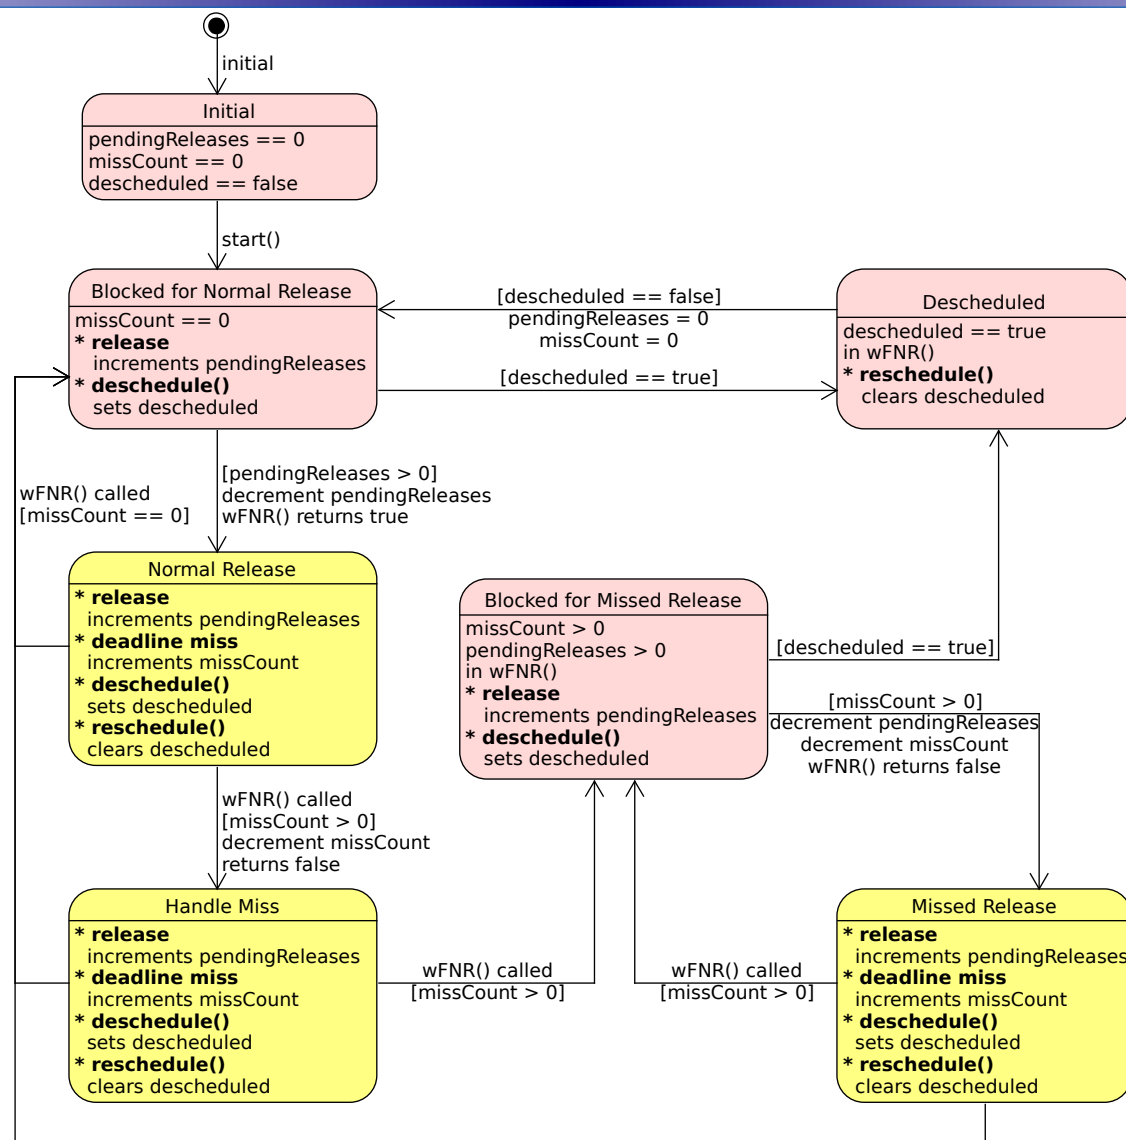 initial
Initial
pendingReleases == 0
missCount == 0
descheduled == false
start()
Blocked for Normal Release
missCount == 0
* release
increments pendingReleases
* deschedule()
sets descheduled
[descheduled == false]
pendingReleases = 0
missCount = 0
[descheduled == true]
Descheduled
descheduled == true
in wFNR()
* reschedule()
clears descheduled
wFNR() called
[missCount == 0]
[pendingReleases > 0]
decrement pendingReleases
wFNR() returns true
Normal Release
* release
increments pendingReleases
* deadline miss
increments missCount
* deschedule()
sets descheduled
* reschedule()
clears descheduled
Blocked for Missed Release
missCount > 0
pendingReleases > 0
in wFNR()
* release
increments pendingReleases
* deschedule()
sets descheduled
[descheduled == true]
[missCount > 0]
decrement pendingReleases
decrement missCount
wFNR() returns false
wFNR() called
[missCount > 0]
decrement missCount
returns false
Handle Miss
* release
increments pendingReleases
* deadline miss
increments missCount
* deschedule()
sets descheduled
* reschedule()
clears descheduled
wFNR() called
[missCount > 0]
wFNR() called
[missCount > 0]
Missed Release
* release
increments pendingReleases
* deadline miss
increments missCount
* deschedule()
sets descheduled
* reschedule()
clears descheduled